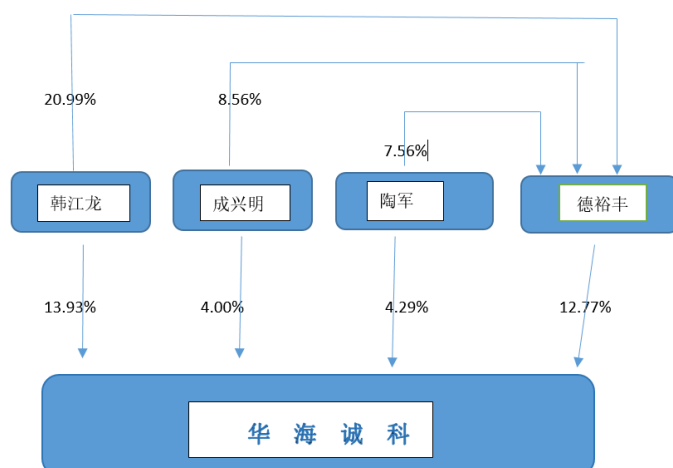 20.99%
8.56%
7.56%
韩江龙
成兴明
陶军
德裕丰
13.93%
4.00%
4.29%
12.77%
华 海 诚 科